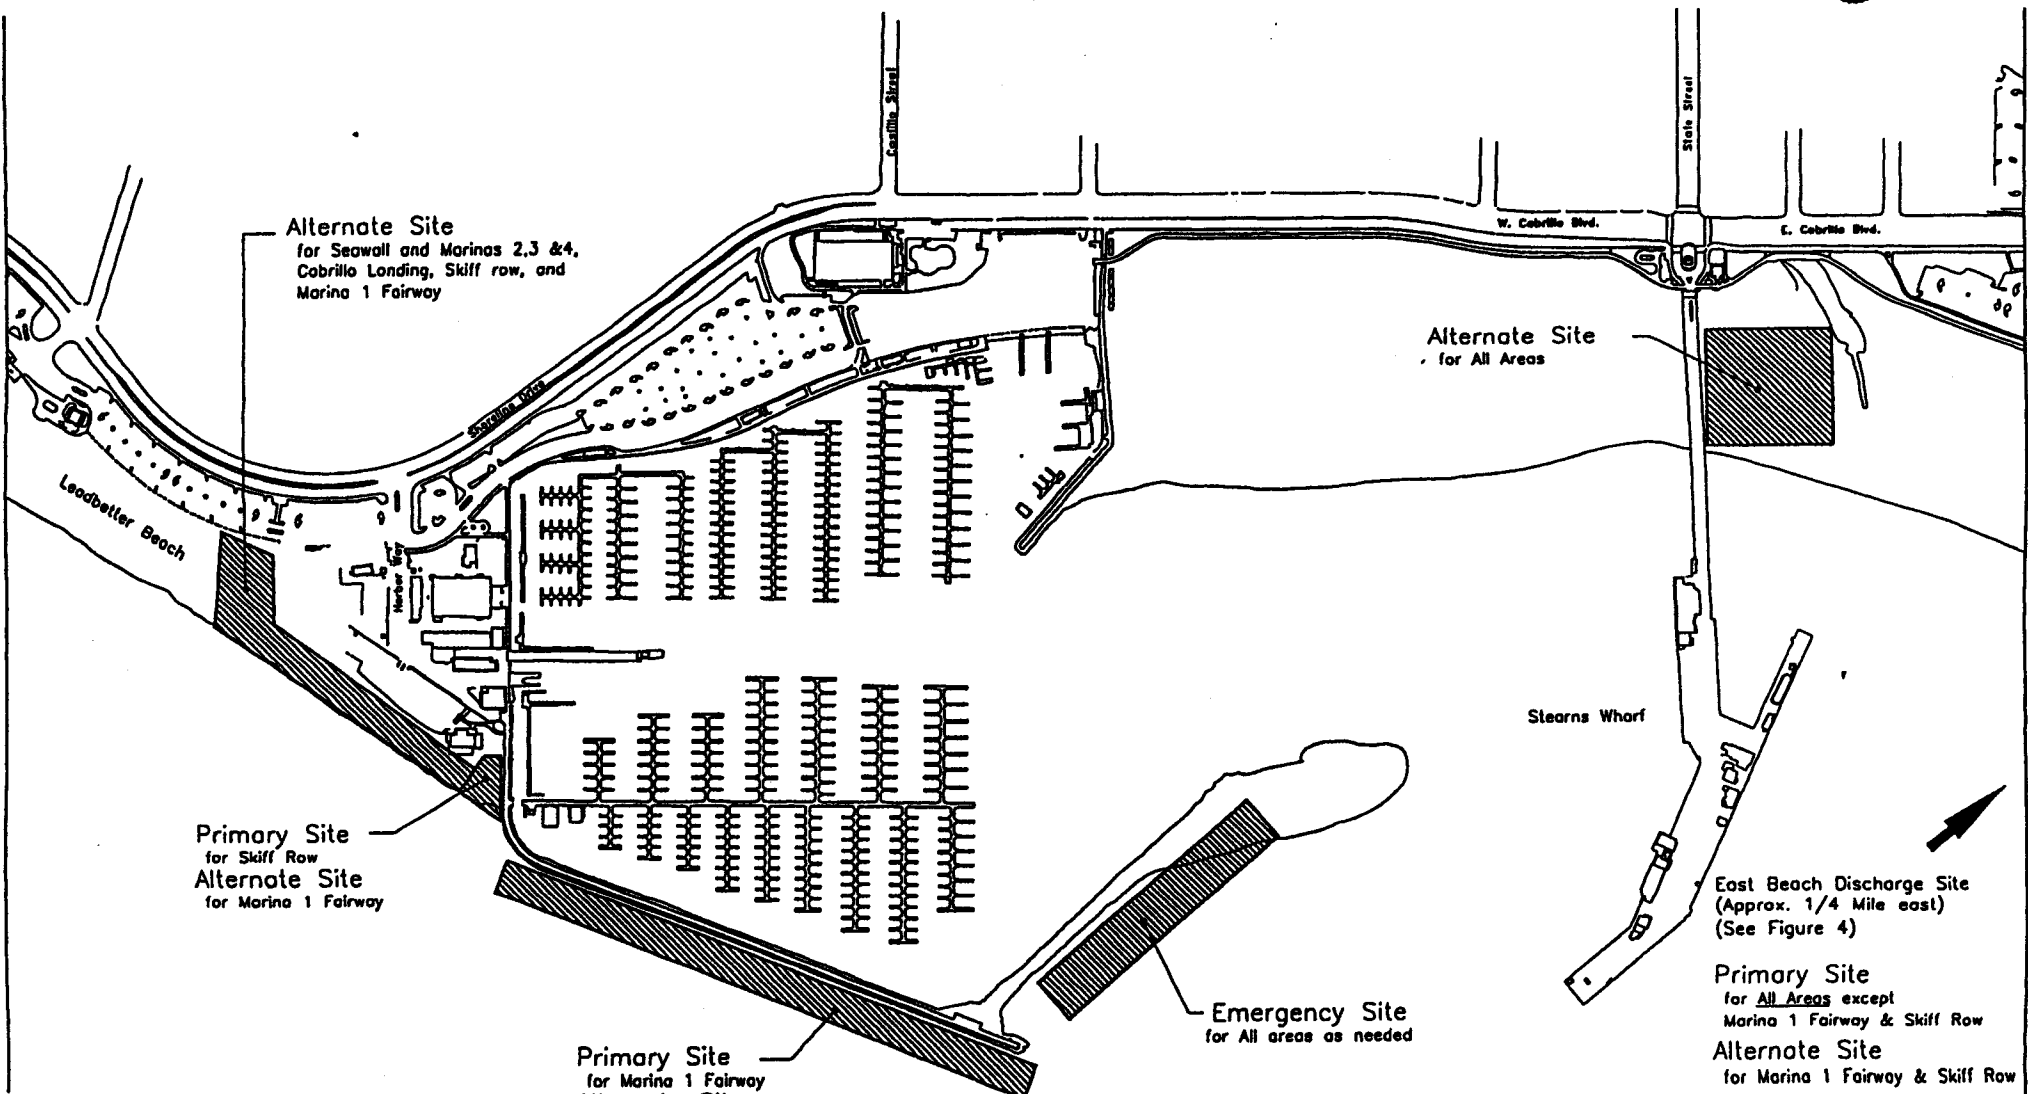 Castillo Street
State Street
Alternate Site
for Seawall and Marinas 2,3 &4,
Cabrillo Landing, Skiff row, and
Marina 1 Fairway
W. Cabrillo Blvd.
E. Cabrillo Blvd.
Alternate Site
for All Areas
Shoreline Drive
Leadbetter Beach
Harbor Way
Stearns Wharf
Primary Site
for Skiff Row
Alternate Site
for Marina 1 Fairway
East Beach Discharge Site
(Approx. 1/4 Mile east)
(See Figure 4)
Primary Site
for All Areas except
Marina 1 Fairway & Skiff Row
Alternate Site
for Marina 1 Fairway & Skiff Row
Emergency Site
for All areas as needed
Primary Site
for Marina 1 Fairway